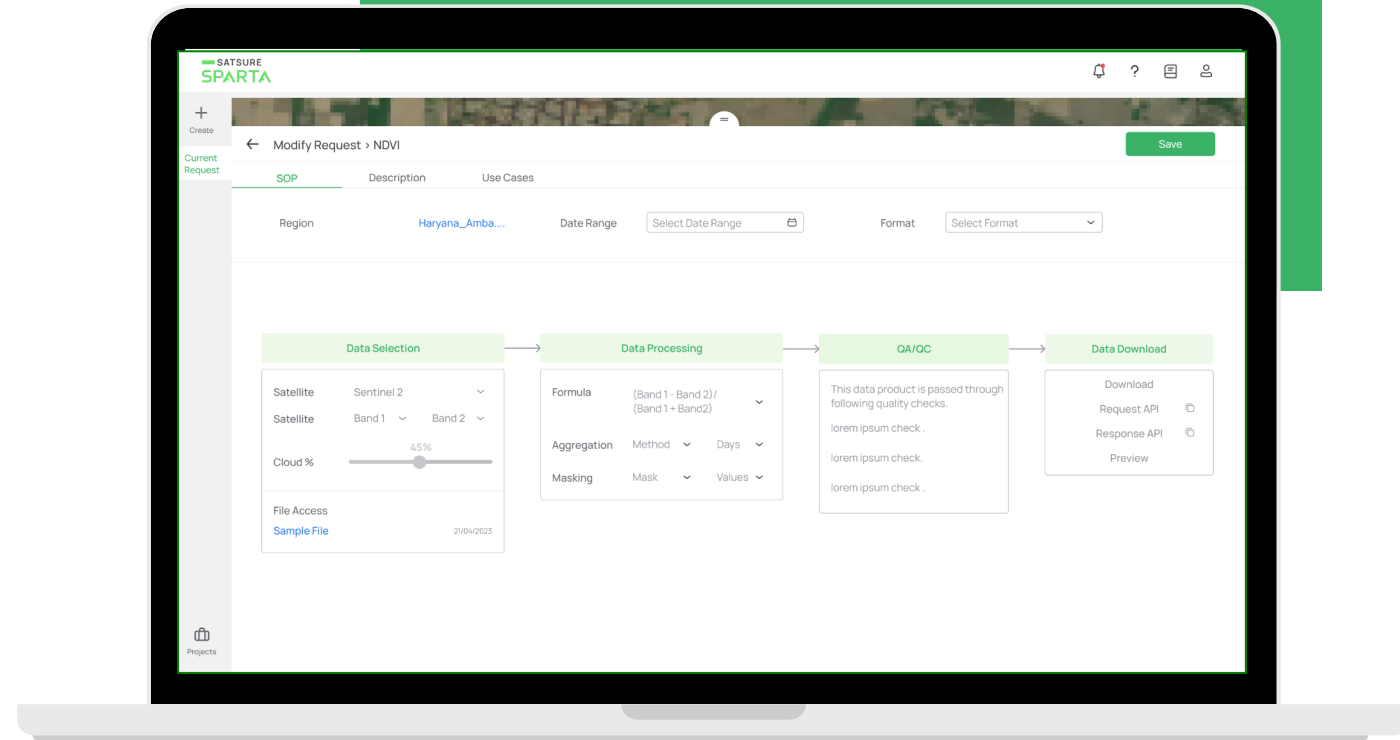 SATSURE
SPARTA
Create
Current
Request
Modify Request > NDVI
Save
SOP Description Use Cases
Region Haryana_Amba.... Date Range Select Date Range Format Select Format
Data Selection Data Processing QA/QC Data Download
Satellite Sentinel 2
Satellite Band 1 Band 2
45%
Cloud %
File Access
Sample File 21/04/2023
Formula (Band 1 - Band 2)/
(Band 1 + Band2)
Aggregation Method Days
Masking Mask Values
This data product is passed through
following quality checks.
lorem ipsum check .
lorem ipsum check.
lorem ipsum check .
Download
Request API
Response API
Preview
Projects